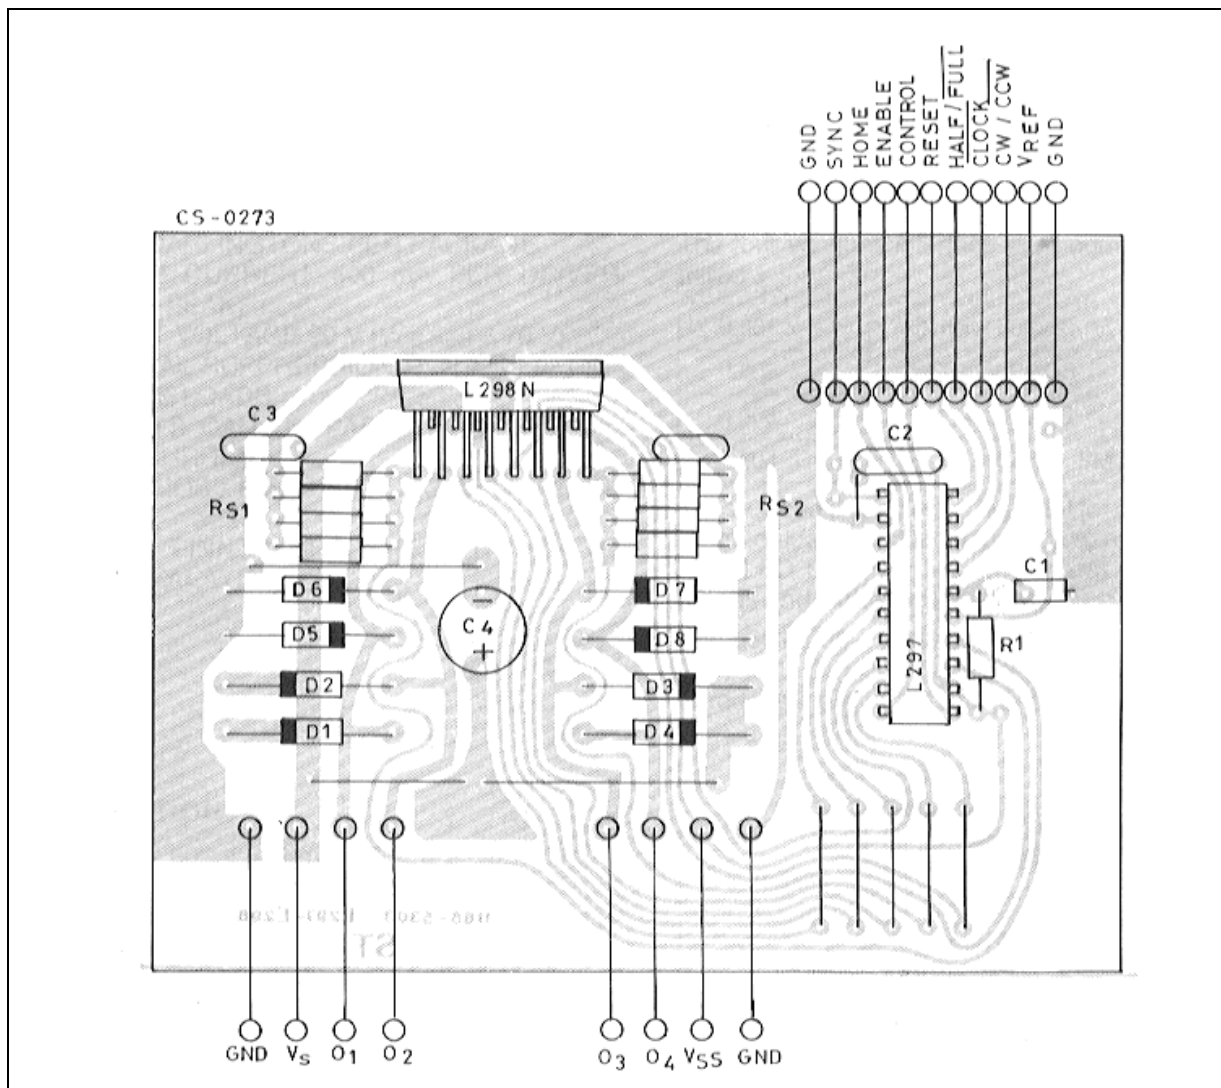 GND
SYNC
HOME
ENABLE
CONTROL
RESET
HALF/FULL
CLOCK
CW / CCW
VREF
GND
CS-0273
L298N
C3
C2
RS1
RS2
C1
D6
D7
C4
D5
D8
R1
L297
D2
D3
D1
D4
ST
GND
VS
O1
O2
O3
O4
VSS
GND